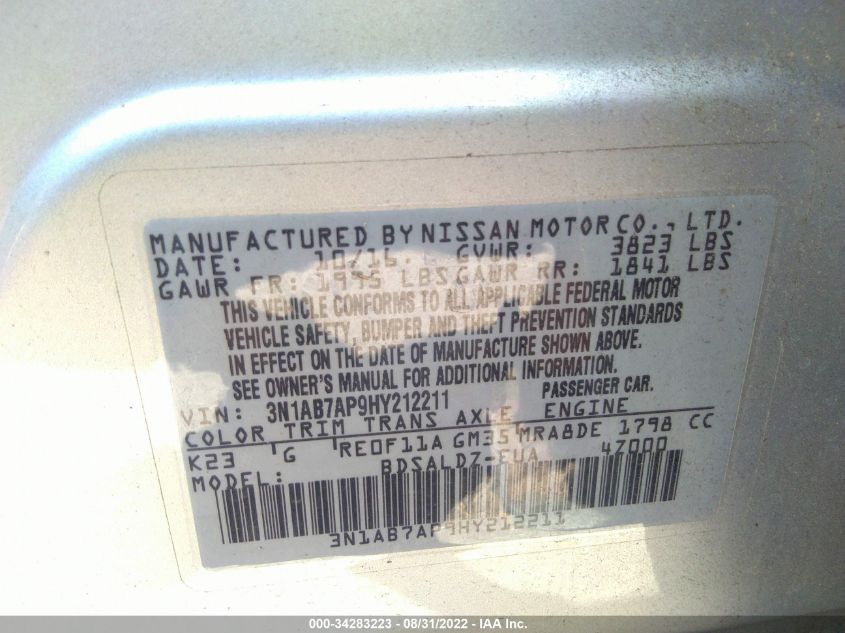 MANUFACTURED BY NISSAN MOTOR CO., LTD.
DATE: 10/16 GVWR: 3823 LBS
GAWR FR: 1995 LBS GAWR RR: 1841 LBS
THIS VEHICLE CONFORMS TO ALL APPLICABLE FEDERAL MOTOR
VEHICLE SAFETY, BUMPER AND THEFT PREVENTION STANDARDS
IN EFFECT ON THE DATE OF MANUFACTURE SHOWN ABOVE.
SEE OWNER'S MANUAL FOR ADDITIONAL INFORMATION.
VIN: 3N1AB7AP9HY212211 PASSENGER CAR.
COLOR TRIM TRANS AXLE ENGINE
K23 G RE0F11A GM35 MRA8DE 1798 CC
MODEL: BDSALDZ-EUA 47000
3N1AB7AP9HY212211
000-34283223 - 08/31/2022 - IAA Inc.